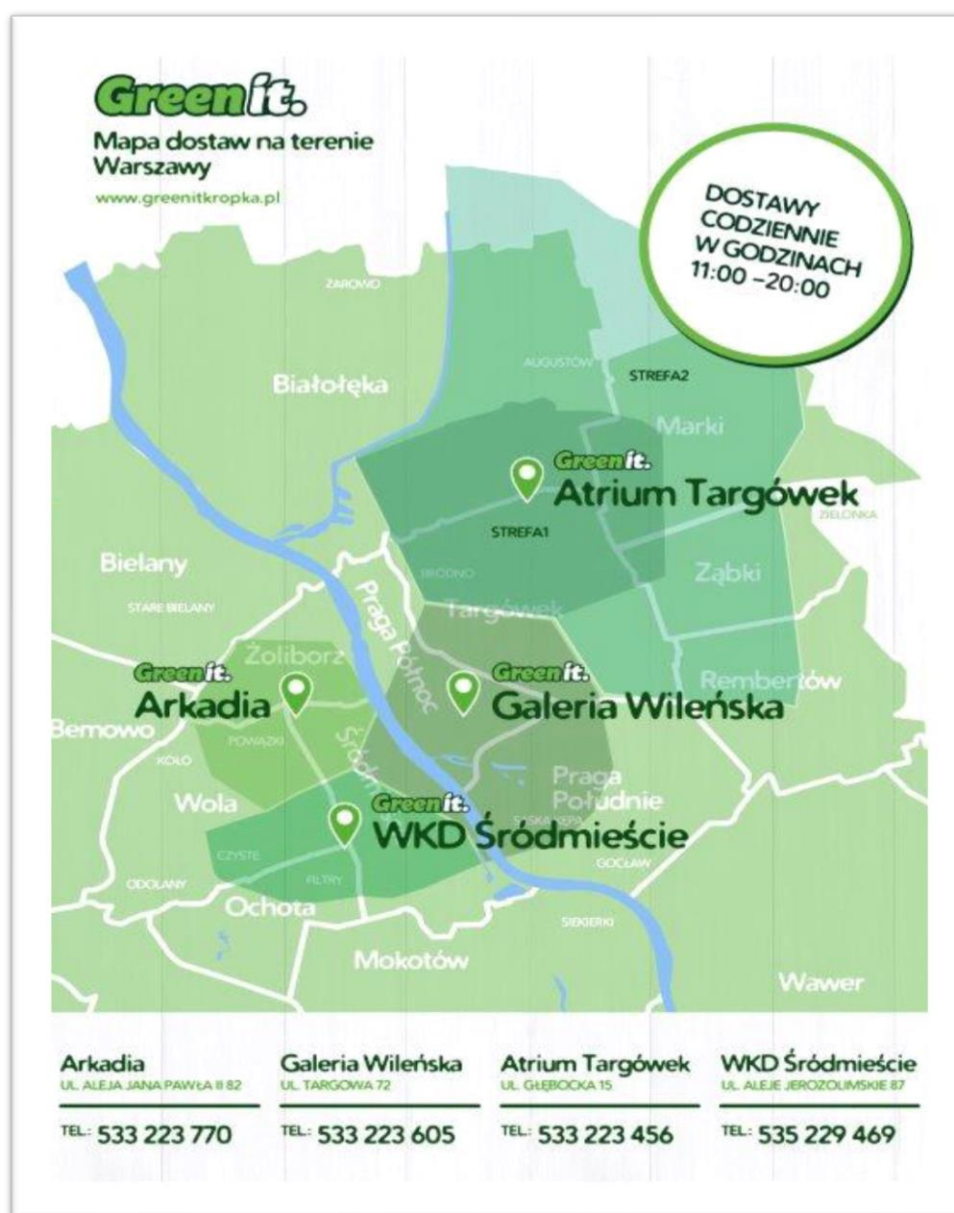 Greenit.
Mapa dostaw na terenie
Warszawy
www.greenitkropka.pl
DOSTAWY
CODZIENNIE
W GODZINACH
11:00 –20:00
ŻAROWO
Białołęka
AUGUSTÓW
STREFA2
Marki
Greenit.
Atrium Targówek
ZIELONKA
STREFA1
Bielany
BRÓDNO
Ząbki
STARE BIELANY
Praga Północ
Targówek
Żoliborz
Greenit.
Arkadia
Greenit.
Galeria Wileńska
Rembertów
Bemowo
POWĄZKI
KOŁO
Wola
Praga
Południe
SASKA KĘPA
Greenit.
WKD Śródmieście
CZYSTE
GOCŁAW
ODOLANY
FILTRY
Ochota
SIEKIERKI
Mokotów
Wawer
Arkadia
UL. ALEJA JANA PAWŁA II 82
TEL.: 533 223 770
Galeria Wileńska
UL. TARGOWA 72
TEL.: 533 223 605
Atrium Targówek
UL. GŁĘBOCKA 15
TEL.: 533 223 456
WKD Śródmieście
UL. ALEJE JEROZOLIMSKIE 87
TEL.: 535 229 469